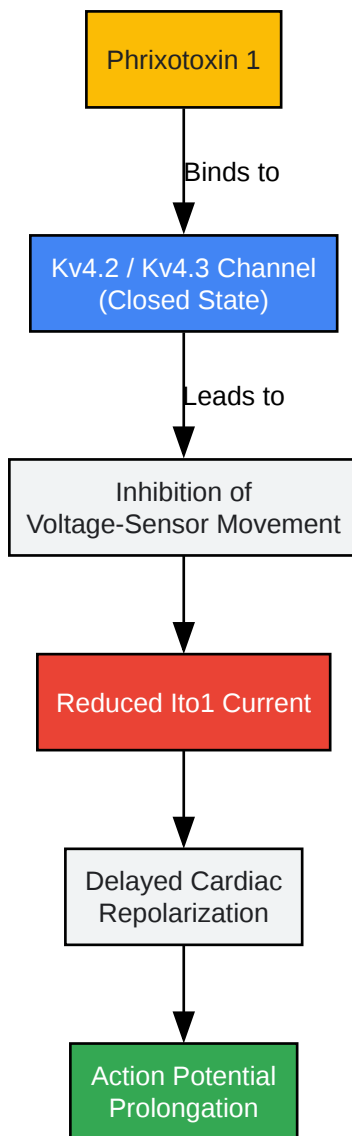 Phrixotoxin 1
Binds to
Kv4.2 / Kv4.3 Channel
(Closed State)
Leads to
Inhibition of
Voltage-Sensor Movement
Reduced Ito1 Current
Delayed Cardiac
Repolarization
Action Potential
Prolongation